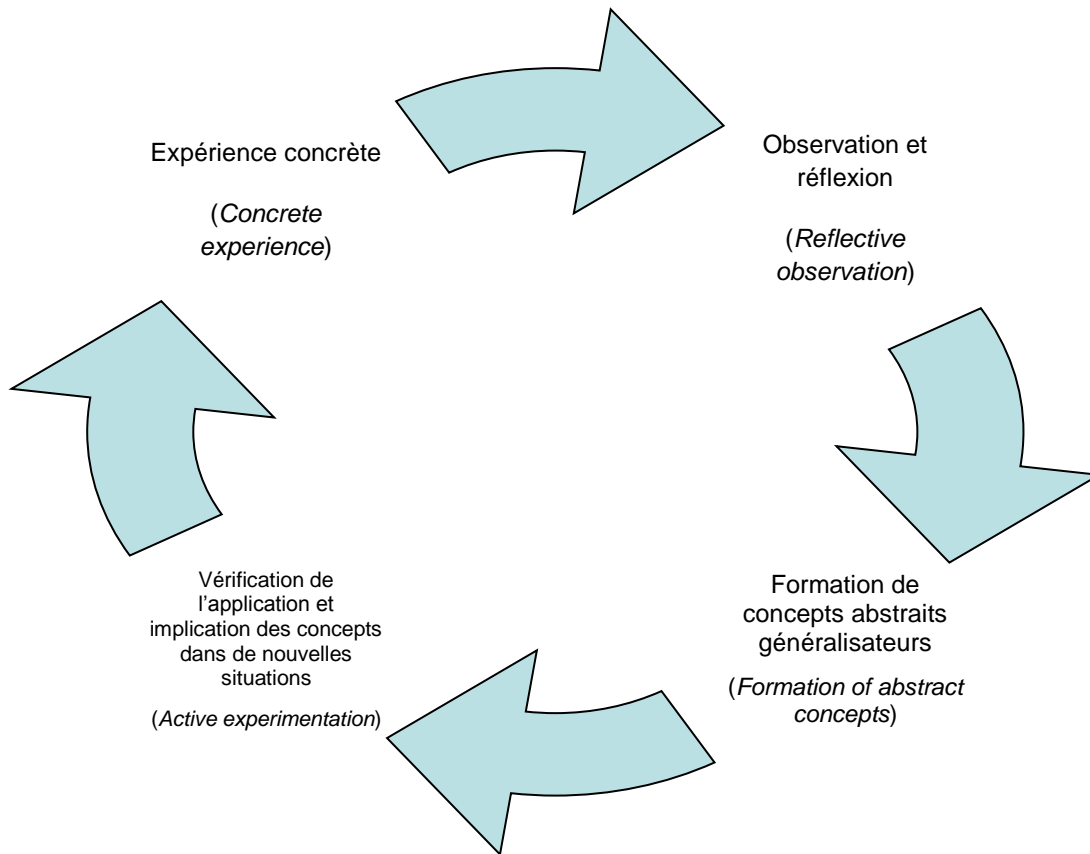 Expérience concrète
(Concrete
experience)
Observation et
réflexion
(Reflective
observation)
Formation de
concepts abstraits
généralisateurs
(Formation of abstract
concepts)
Vérification de
l’application et
implication des concepts
dans de nouvelles
situations
(Active experimentation)